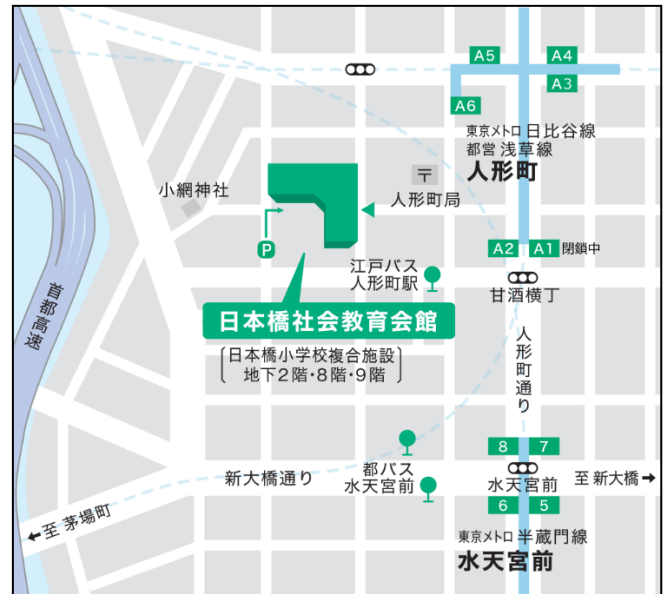 A5
A4
A3
A6
東京メトロ 日比谷線
都営 浅草線
人形町
〒
人形町局
小網神社
P
A2
A1
閉鎖中
江戸バス
人形町駅
甘酒横丁
首都高速
日本橋社会教育会館
日本橋小学校複合施設
地下2階・8階・9階
人形町通り
8
7
新大橋通り
都バス
水天宮前
水天宮前
至 新大橋→
6
5
←至 茅場町
東京メトロ 半蔵門線
水天宮前